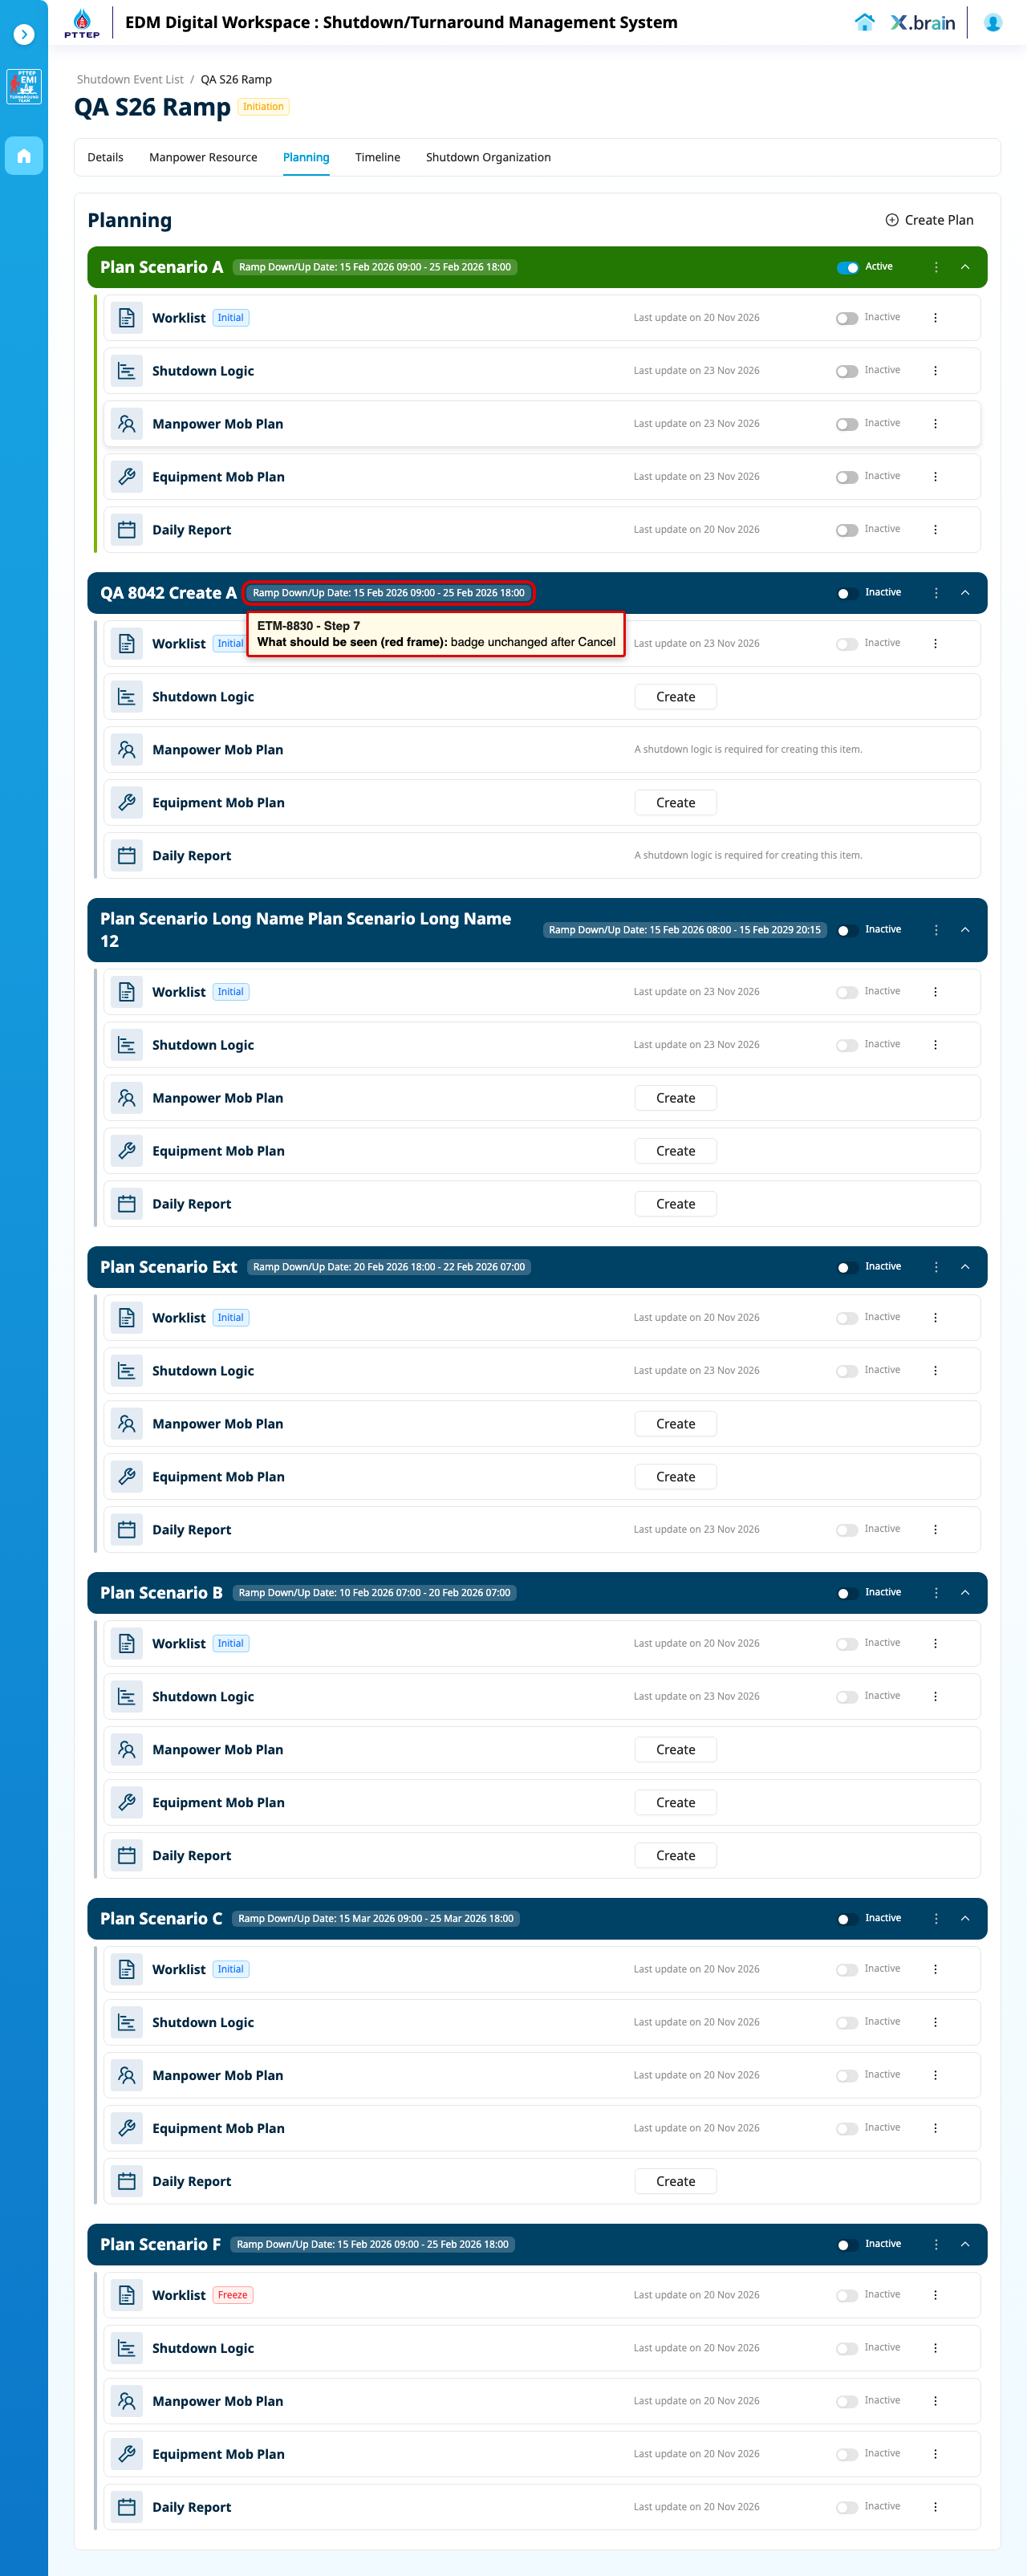 PTTEP
EDM Digital Workspace : Shutdown/Turnaround Management System
X.brain
PTTEP
EMI
TURNAROUND
TEAM
Shutdown Event List / QA S26 Ramp
QA S26 Ramp Initiation
Details Manpower Resource Planning Timeline Shutdown Organization
Planning Create Plan
Plan Scenario A Ramp Down/Up Date: 15 Feb 2026 09:00 - 25 Feb 2026 18:00 Active
Worklist Initial Last update on 20 Nov 2026 Inactive
Shutdown Logic Last update on 23 Nov 2026 Inactive
Manpower Mob Plan Last update on 23 Nov 2026 Inactive
Equipment Mob Plan Last update on 23 Nov 2026 Inactive
Daily Report Last update on 20 Nov 2026 Inactive
QA 8042 Create A Ramp Down/Up Date: 15 Feb 2026 09:00 - 25 Feb 2026 18:00 Inactive
ETM-8830 - Step 7
What should be seen (red frame): badge unchanged after Cancel
Worklist Initial Last update on 23 Nov 2026 Inactive
Shutdown Logic Create
Manpower Mob Plan A shutdown logic is required for creating this item.
Equipment Mob Plan Create
Daily Report A shutdown logic is required for creating this item.
Plan Scenario Long Name Plan Scenario Long Name
12 Ramp Down/Up Date: 15 Feb 2026 08:00 - 15 Feb 2029 20:15 Inactive
Worklist Initial Last update on 23 Nov 2026 Inactive
Shutdown Logic Last update on 23 Nov 2026 Inactive
Manpower Mob Plan Create
Equipment Mob Plan Create
Daily Report Create
Plan Scenario Ext Ramp Down/Up Date: 20 Feb 2026 18:00 - 22 Feb 2026 07:00 Inactive
Worklist Initial Last update on 20 Nov 2026 Inactive
Shutdown Logic Last update on 23 Nov 2026 Inactive
Manpower Mob Plan Create
Equipment Mob Plan Create
Daily Report Last update on 23 Nov 2026 Inactive
Plan Scenario B Ramp Down/Up Date: 10 Feb 2026 07:00 - 20 Feb 2026 07:00 Inactive
Worklist Initial Last update on 20 Nov 2026 Inactive
Shutdown Logic Last update on 23 Nov 2026 Inactive
Manpower Mob Plan Create
Equipment Mob Plan Create
Daily Report Create
Plan Scenario C Ramp Down/Up Date: 15 Mar 2026 09:00 - 25 Mar 2026 18:00 Inactive
Worklist Initial Last update on 20 Nov 2026 Inactive
Shutdown Logic Last update on 20 Nov 2026 Inactive
Manpower Mob Plan Last update on 20 Nov 2026 Inactive
Equipment Mob Plan Last update on 20 Nov 2026 Inactive
Daily Report Create
Plan Scenario F Ramp Down/Up Date: 15 Feb 2026 09:00 - 25 Feb 2026 18:00 Inactive
Worklist Freeze Last update on 20 Nov 2026 Inactive
Shutdown Logic Last update on 20 Nov 2026 Inactive
Manpower Mob Plan Last update on 20 Nov 2026 Inactive
Equipment Mob Plan Last update on 20 Nov 2026 Inactive
Daily Report Last update on 20 Nov 2026 Inactive